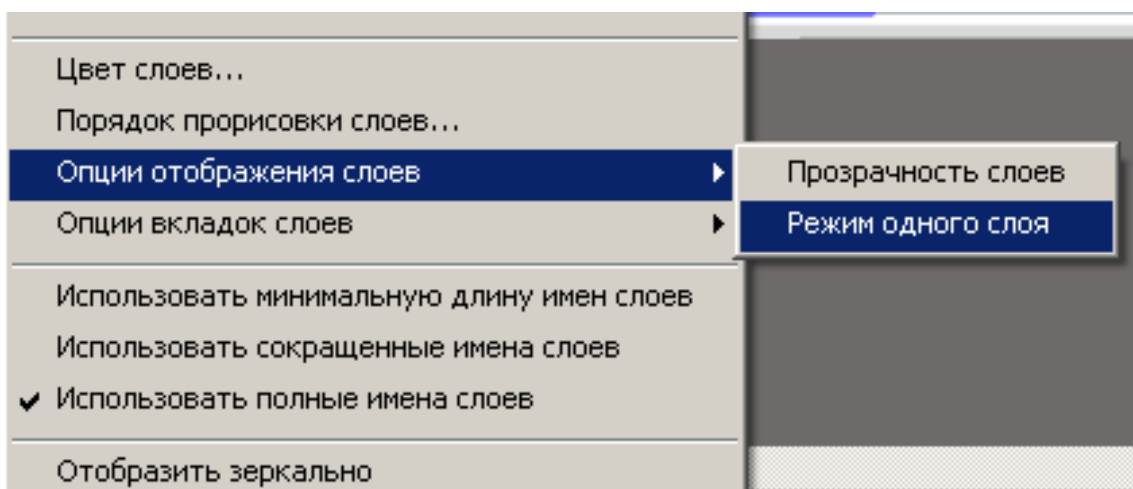 Цвет слоев...
Порядок прорисовки слоев...
Опции отображения слоев
Прозрачность слоев
Опции вкладок слоев
Режим одного слоя
Использовать минимальную длину имен слоев
Использовать сокращенные имена слоев
Использовать полные имена слоев
Отобразить зеркально